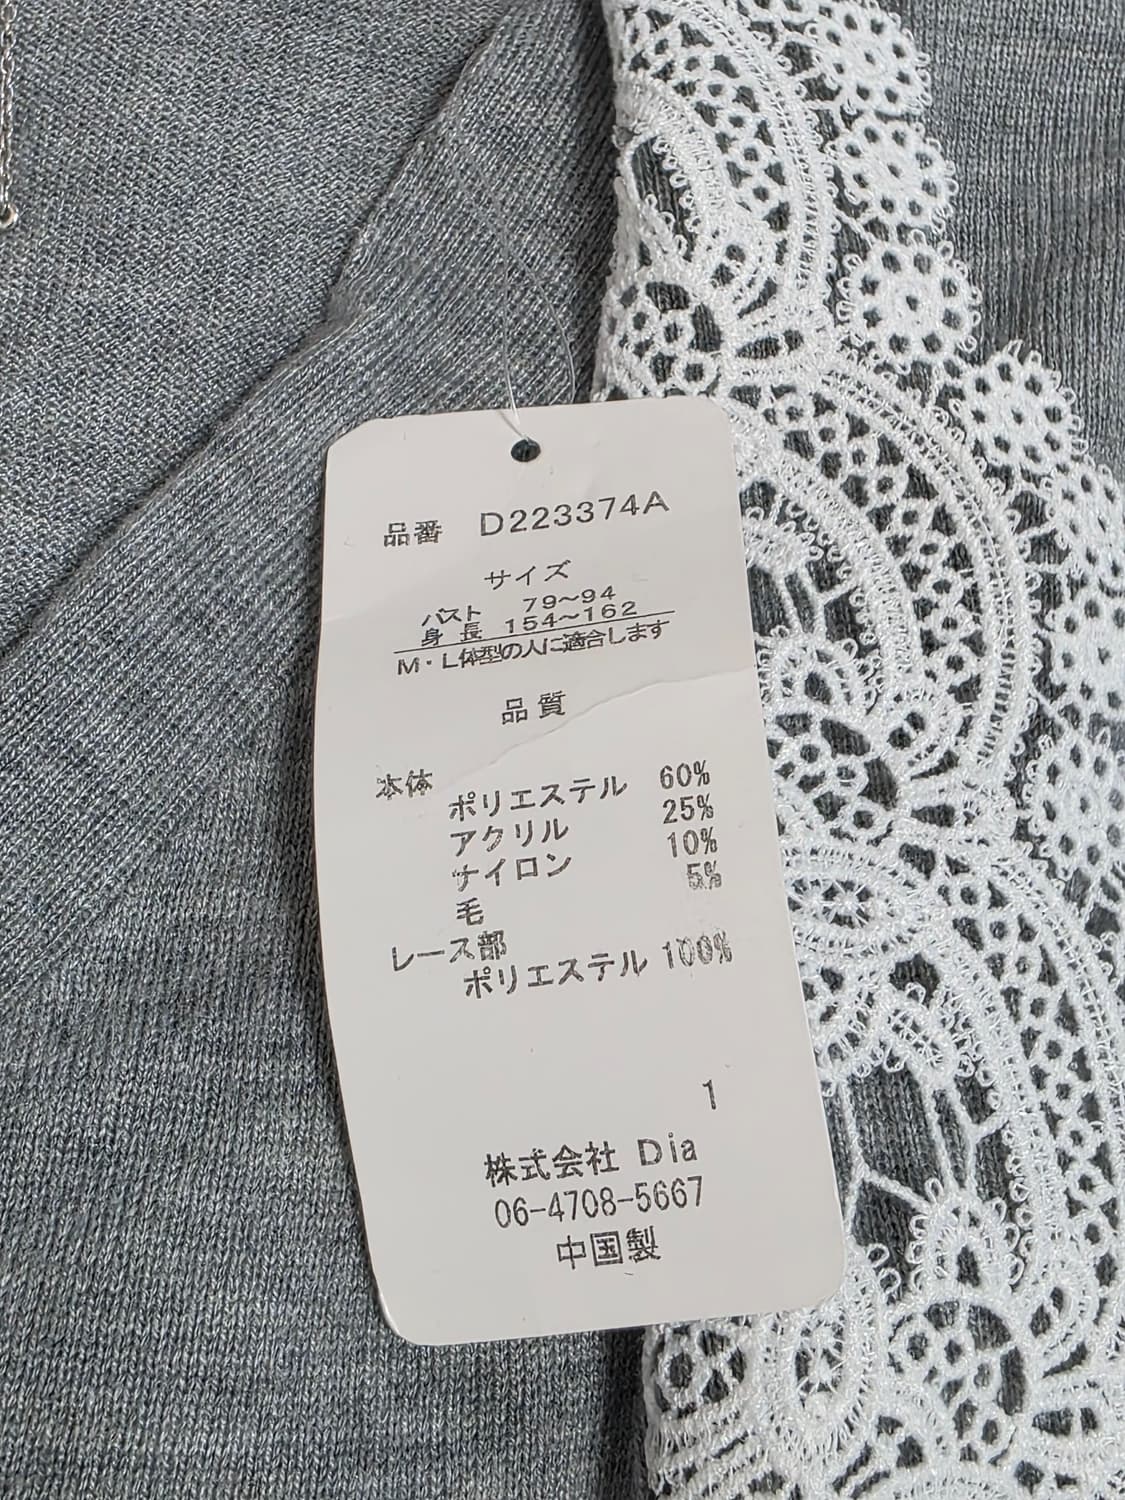 品番 D223374A
サイズ
バスト 79～94
身長 154～162
M・L体型の人に適合します
品質
本体
ポリエステル 60%
アクリル 25%
ナイロン 10%
毛 5%
レース部
ポリエステル 100%
1
株式会社 Dia
06-4708-5667
中国製